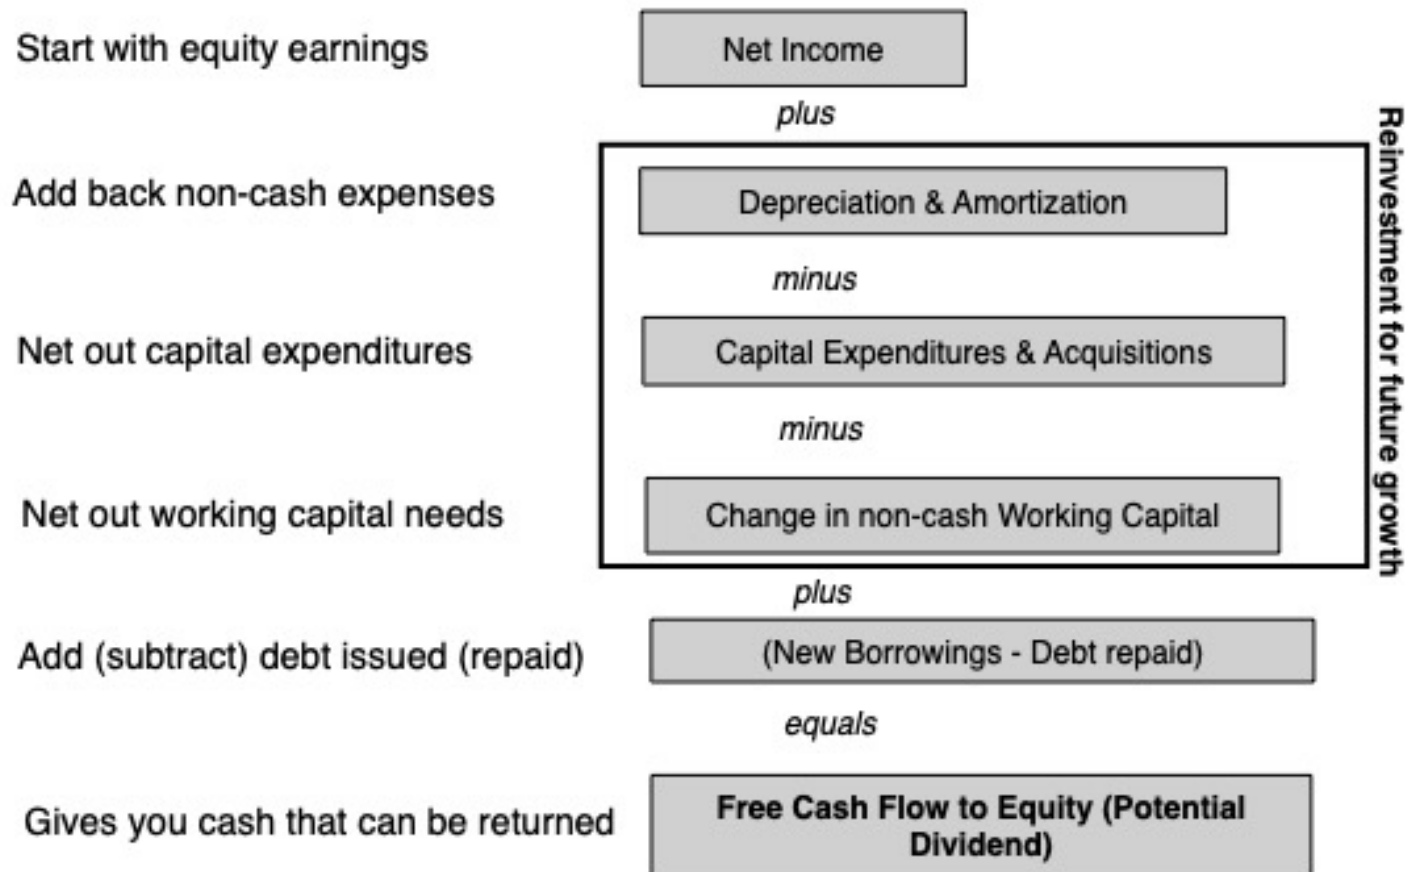 Start with equity earnings
Net Income
plus
Add back non-cash expenses
Depreciation & Amortization
minus
Net out capital expenditures
Capital Expenditures & Acquisitions
minus
Net out working capital needs
Change in non-cash Working Capital
Reinvestment for future growth
plus
Add (subtract) debt issued (repaid)
(New Borrowings - Debt repaid)
equals
Gives you cash that can be returned
Free Cash Flow to Equity (Potential
Dividend)